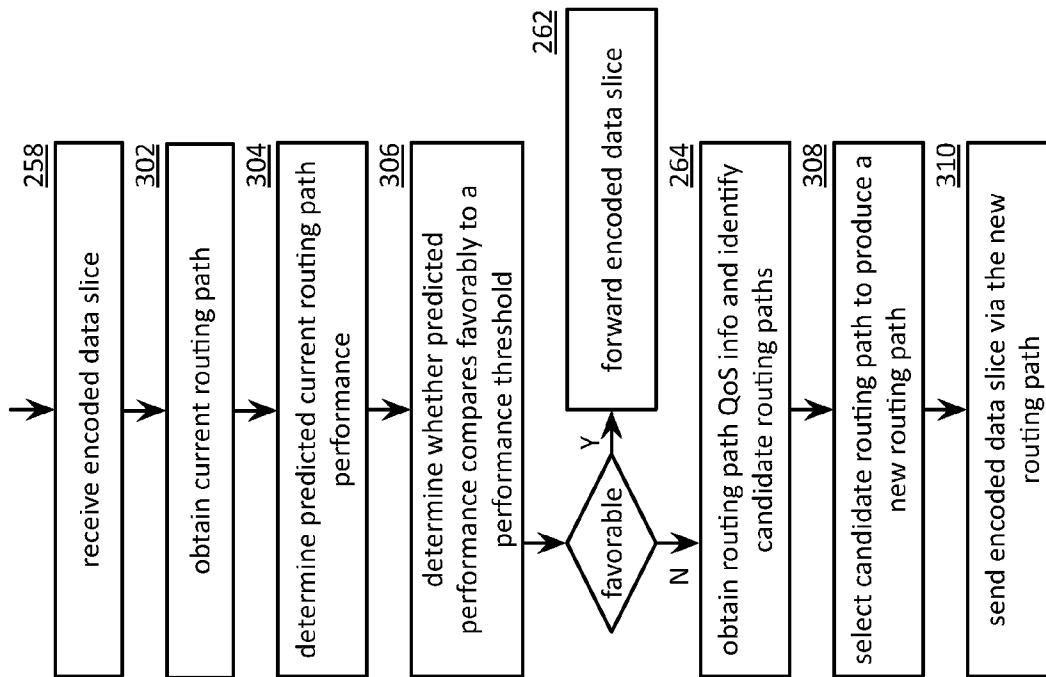 258
receive encoded data slice
302
obtain current routing path
304
determine predicted current routing path
performance
306
determine whether predicted
performance compares favorably to a
performance threshold
favorable
Y
N
262
forward encoded data slice
264
obtain routing path QoS info and identify
candidate routing paths
308
select candidate routing path to produce a
new routing path
310
send encoded data slice via the new
routing path